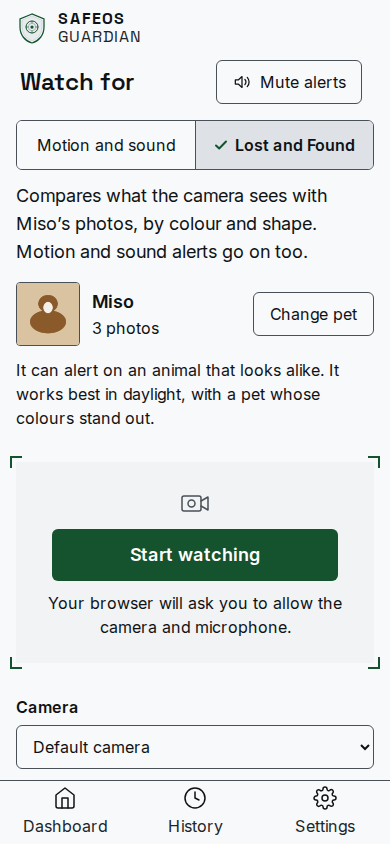 SAFEOS
GUARDIAN
Watch for
Mute alerts
Motion and sound
Lost and Found
Compares what the camera sees with
Miso’s photos, by colour and shape.
Motion and sound alerts go on too.
Miso
3 photos
Change pet
It can alert on an animal that looks alike. It
works best in daylight, with a pet whose
colours stand out.
Start watching
Your browser will ask you to allow the
camera and microphone.
Camera
Default camera
Dashboard
History
Settings